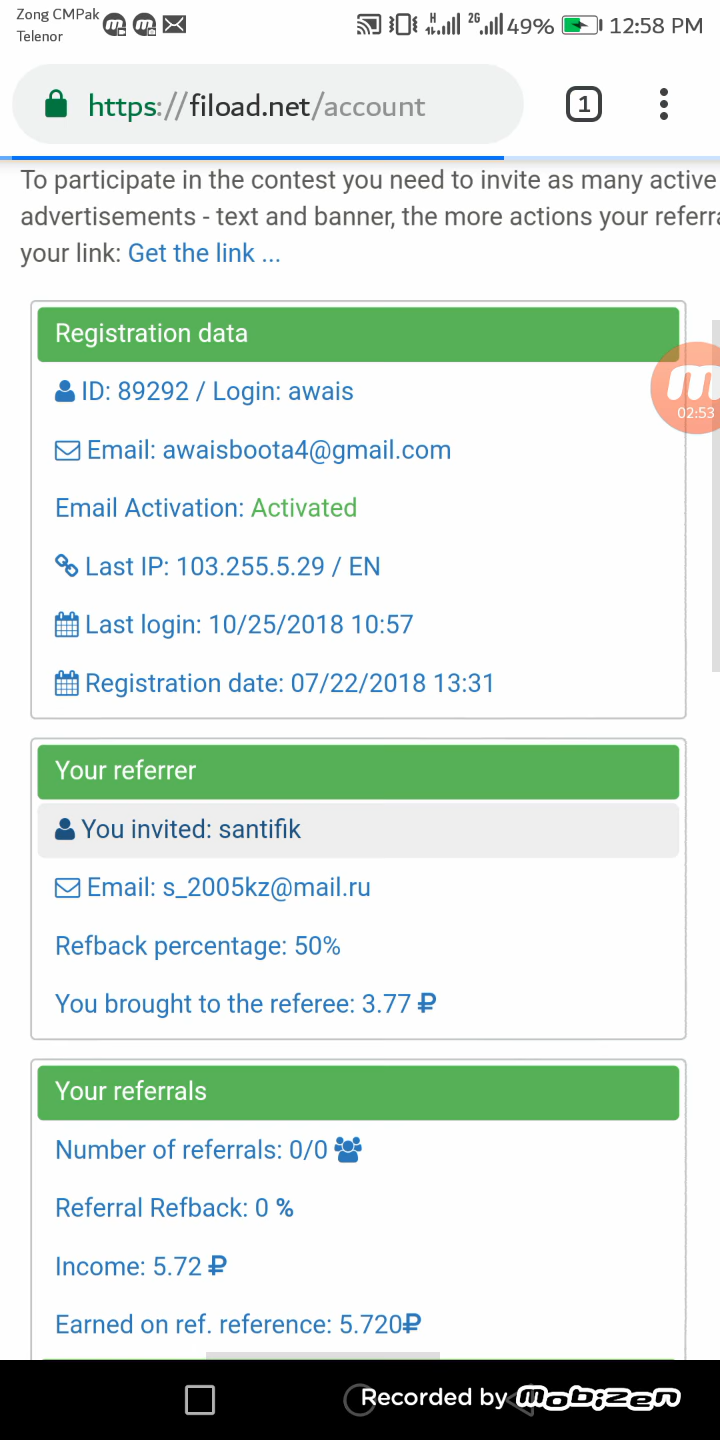 Zong CMPak
Telenor
H
2G
49%
12:58 PM
https://fiload.net/account
1
To participate in the contest you need to invite as many active
advertisements - text and banner, the more actions your referra
your link: Get the link ...
Registration data
ID: 89292 / Login: awais
02:53
Email: awaisboota4@gmail.com
Email Activation: Activated
Last IP: 103.255.5.29 / EN
Last login: 10/25/2018 10:57
Registration date: 07/22/2018 13:31
Your referrer
You invited: santifik
Email: s_2005kz@mail.ru
Refback percentage: 50%
You brought to the referee: 3.77 ₽
Your referrals
Number of referrals: 0/0
Referral Refback: 0 %
Income: 5.72 ₽
Earned on ref. reference: 5.720₽
Recorded by Mobizen